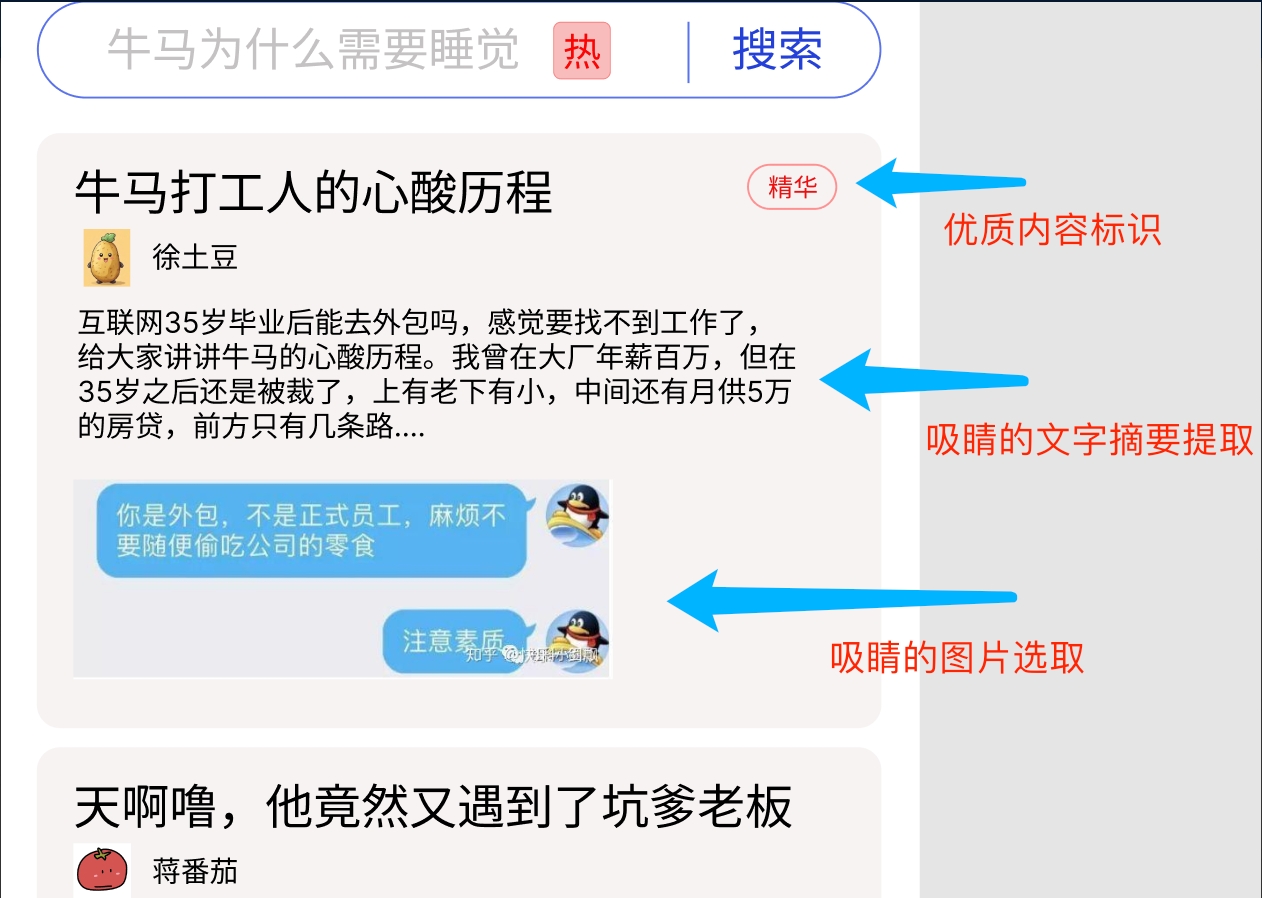 牛马为什么需要睡觉 热 搜索
牛马打工人的心酸历程 精华
优质内容标识
徐土豆
互联网35岁毕业后能去外包吗，感觉要找不到工作了，
给大家讲讲牛马的心酸历程。我曾在大厂年薪百万，但在
35岁之后还是被裁了，上有老下有小，中间还有月供5万
的房贷，前方只有几条路....
吸睛的文字摘要提取
你是外包，不是正式员工，麻烦不
要随便偷吃公司的零食
注意素质
知乎
吸睛的图片选取
天啊噜，他竟然又遇到了坑爹老板
蒋番茄